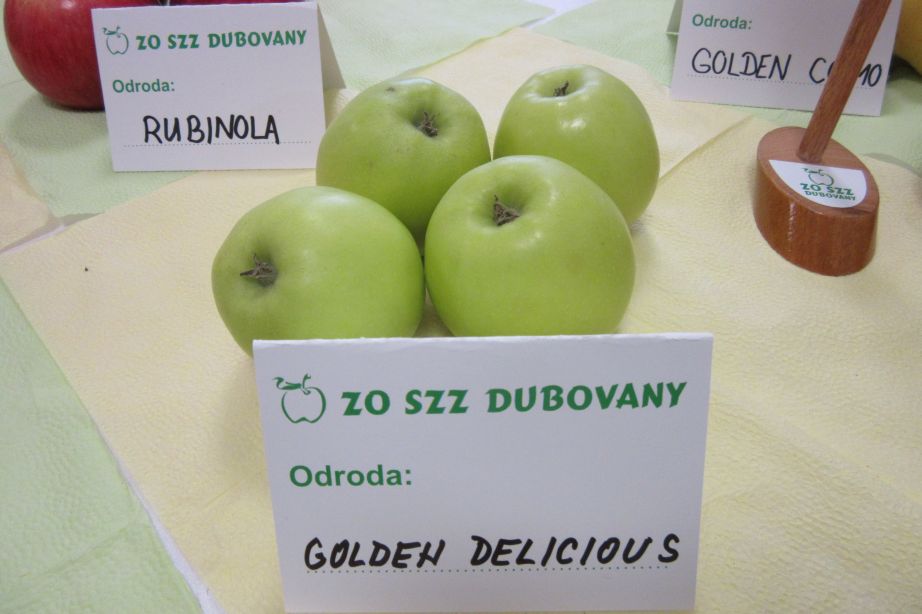 ZO SZZ DUBOVANY
Odroda:
RUBINOLA
Odroda:
GOLDEN
ZO SZZ
DUBOVANY
ZO SZZ DUBOVANY
Odroda:
GOLDEN DELICIOUS